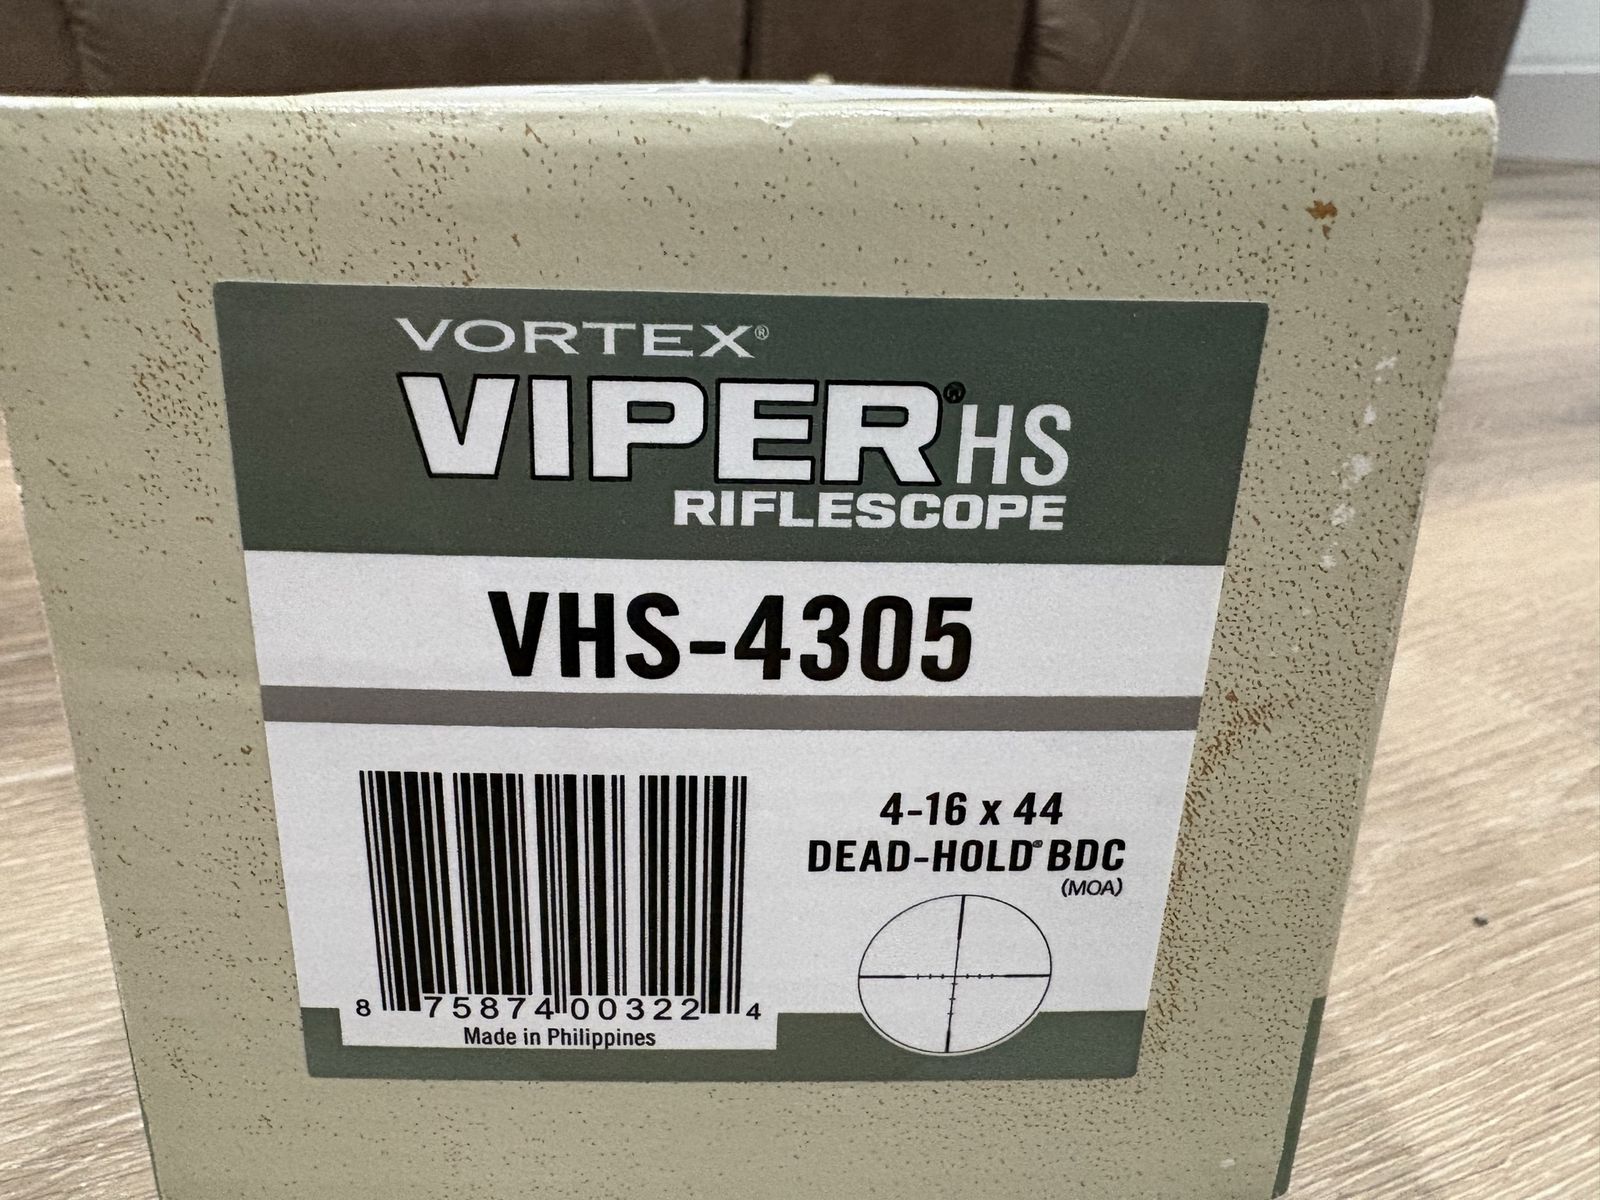 VORTEX®
VIPER® HS
RIFLESCOPE
VHS-4305
4-16 x 44
DEAD-HOLD® BDC
(MOA)
8 75874 00322 4
Made in Philippines